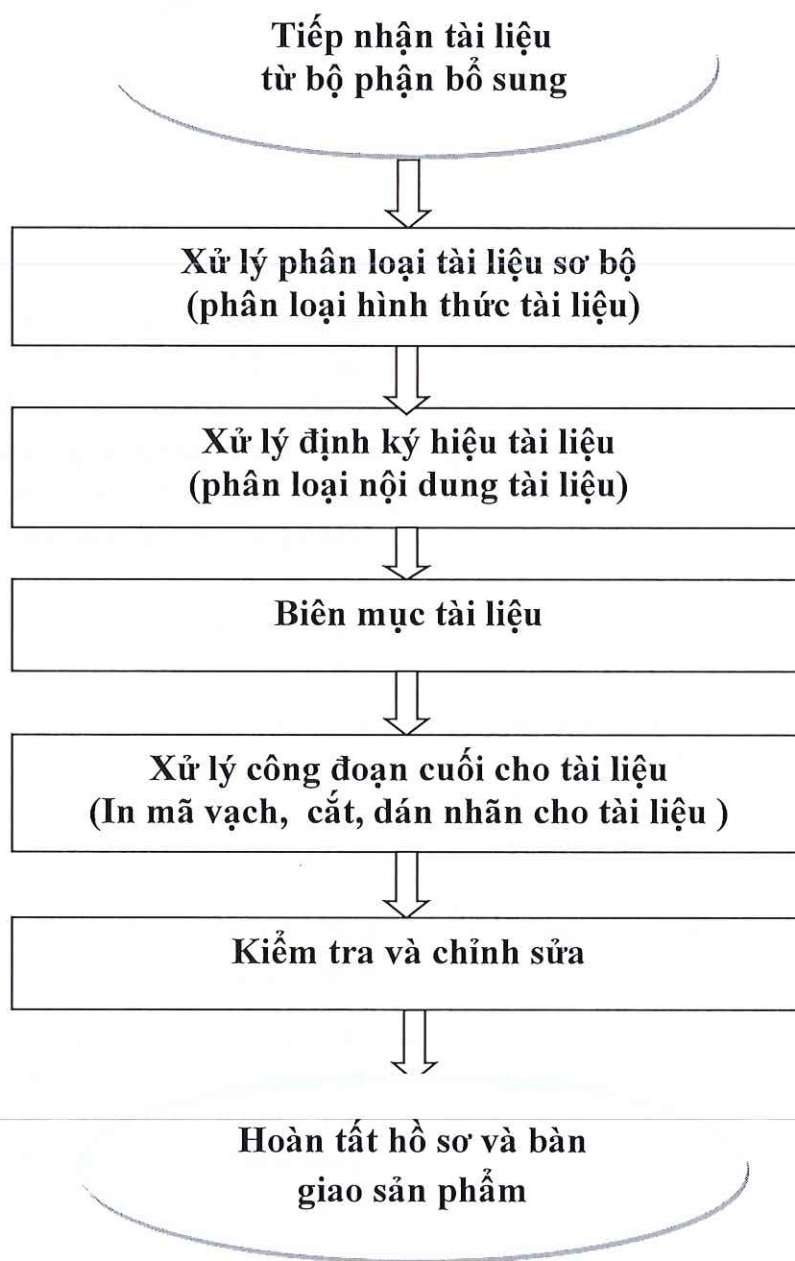 Tiếp nhận tài liệu
từ bộ phận bổ sung
Xử lý phân loại tài liệu sơ bộ
(phân loại hình thức tài liệu)
Xử lý định ký hiệu tài liệu
(phân loại nội dung tài liệu)
Biên mục tài liệu
Xử lý công đoạn cuối cho tài liệu
(In mã vạch, cắt, dán nhãn cho tài liệu )
Kiểm tra và chỉnh sửa
Hoàn tất hồ sơ và bàn
giao sản phẩm